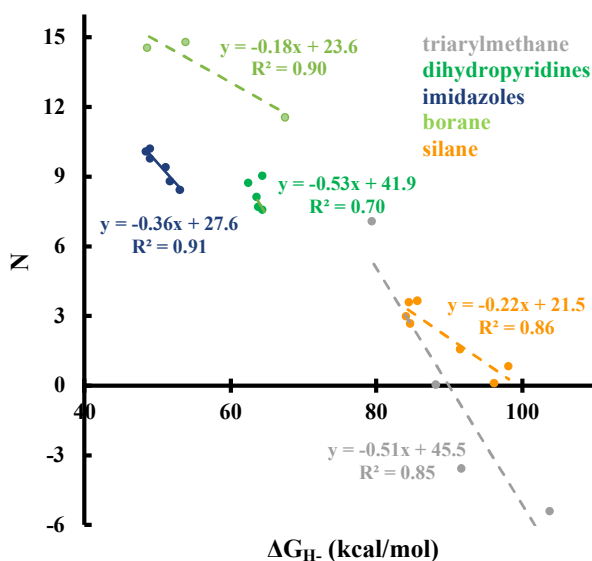 15
12
9
6
3
0
-3
-6
N
40
60
80
100
ΔG_H- (kcal/mol)
triarylmethane
dihydropyridines
imidazoles
borane
silane
y = -0.18x + 23.6
R² = 0.90
y = -0.53x + 41.9
R² = 0.70
y = -0.36x + 27.6
R² = 0.91
y = -0.22x + 21.5
R² = 0.86
y = -0.51x + 45.5
R² = 0.85